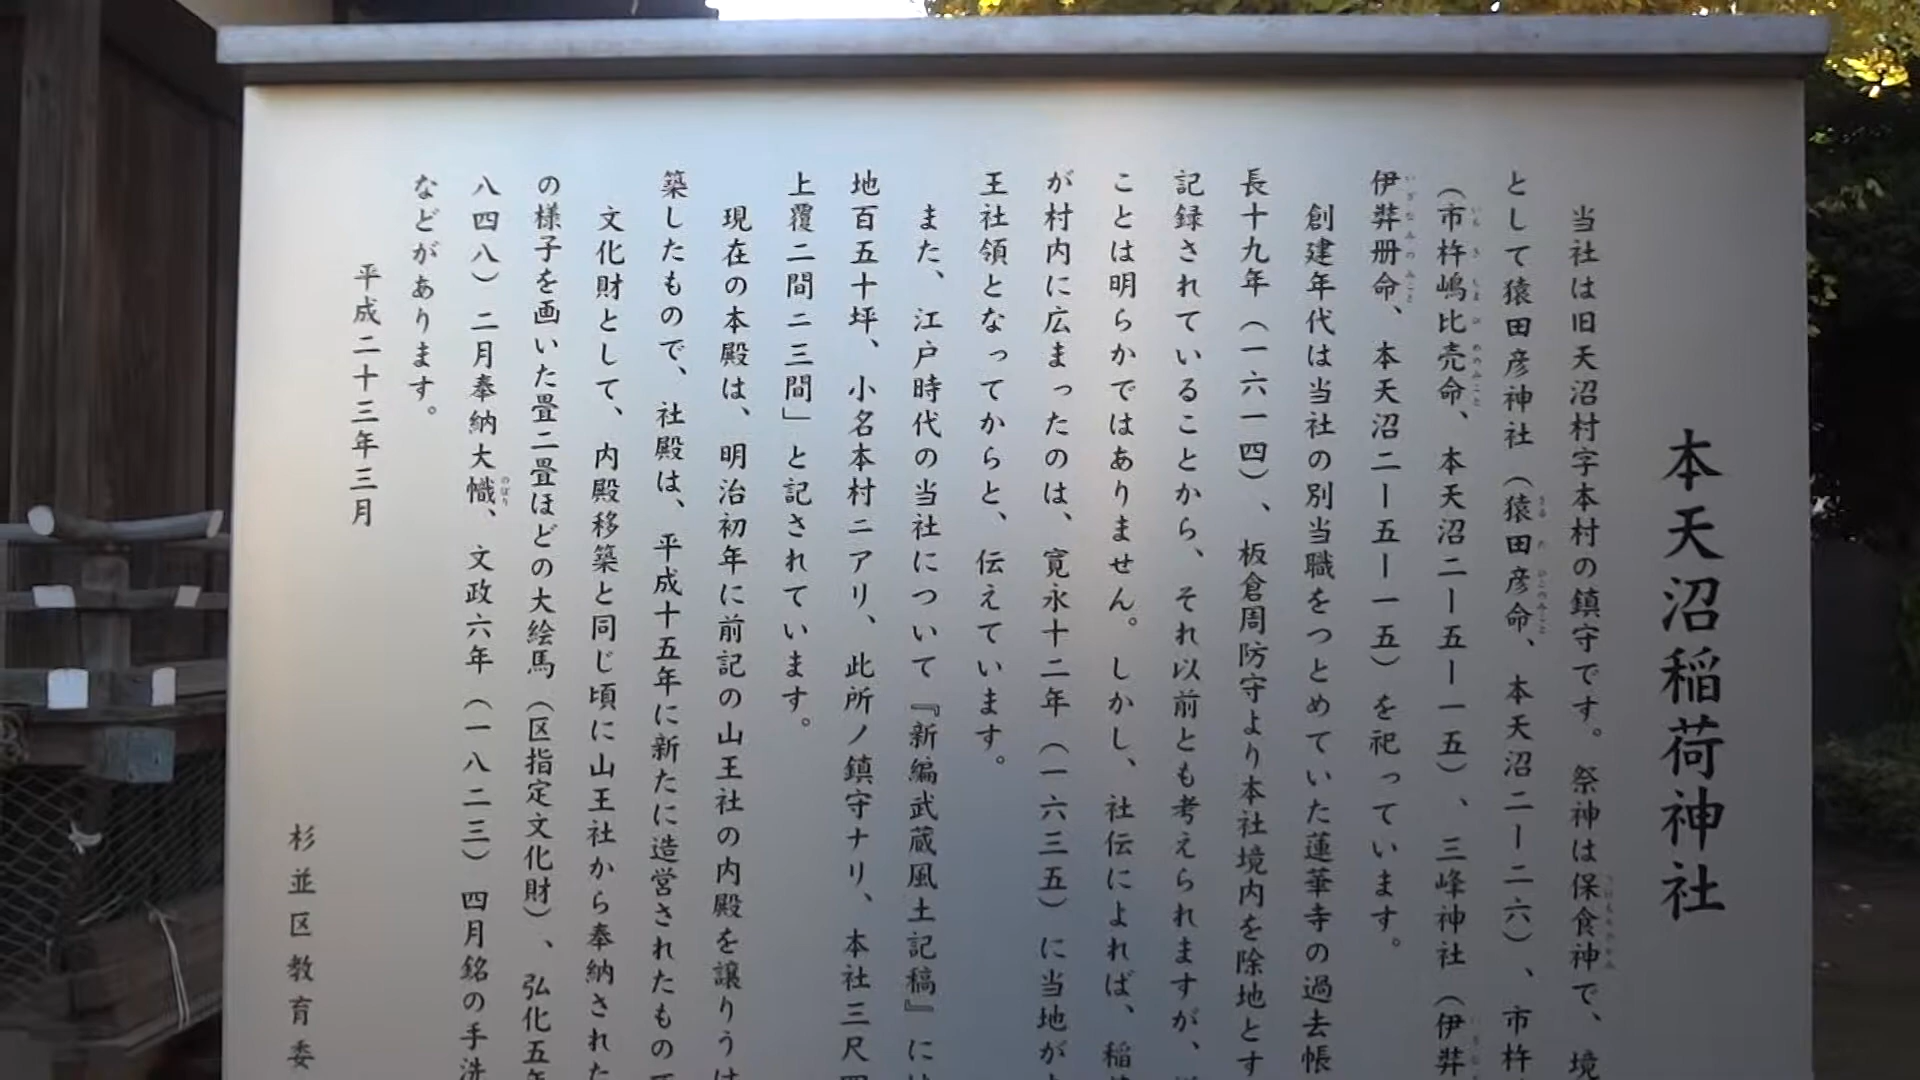 本天沼稲荷神社
当社は旧天沼村字本村の鎮守です。祭神は保食神で、境
として猿田彦神社（猿田彦命、本天沼二ー五ー二六）、市杵
（市杵嶋比売命、本天沼二ー五ー一五）、三峰神社（伊弉
伊弉册命、本天沼二ー五ー一五）を祀っています。
創建年代は当社の別当職をつとめていた蓮華寺の過去帳
長十九年（一六一四）、板倉周防守より本社境内を除地とす
記録されていることから、それ以前とも考えられますが、
ことは明らかではありません。しかし、社伝によれば、稲
が村内に広まったのは、寛永十二年（一六三五）に当地が
王社領となってからと、伝えています。
また、江戸時代の当社について『新編武蔵風土記稿』に
地百五十坪、小名本村ニアリ、此所ノ鎮守ナリ、本社三尺四
上覆二間ニ三間」と記されています。
現在の本殿は、明治初年に前記の山王社の内殿を譲りうけ
築したもので、社殿は、平成十五年に新たに造営されたもの
文化財として、内殿移築と同じ頃に山王社から奉納された
の様子を画いた畳二畳ほどの大絵馬（区指定文化財）、弘化五年
八四八）二月奉納大幟、文政六年（一八二三）四月銘の手洗
などがあります。
平成二十三年三月
杉並区教育委